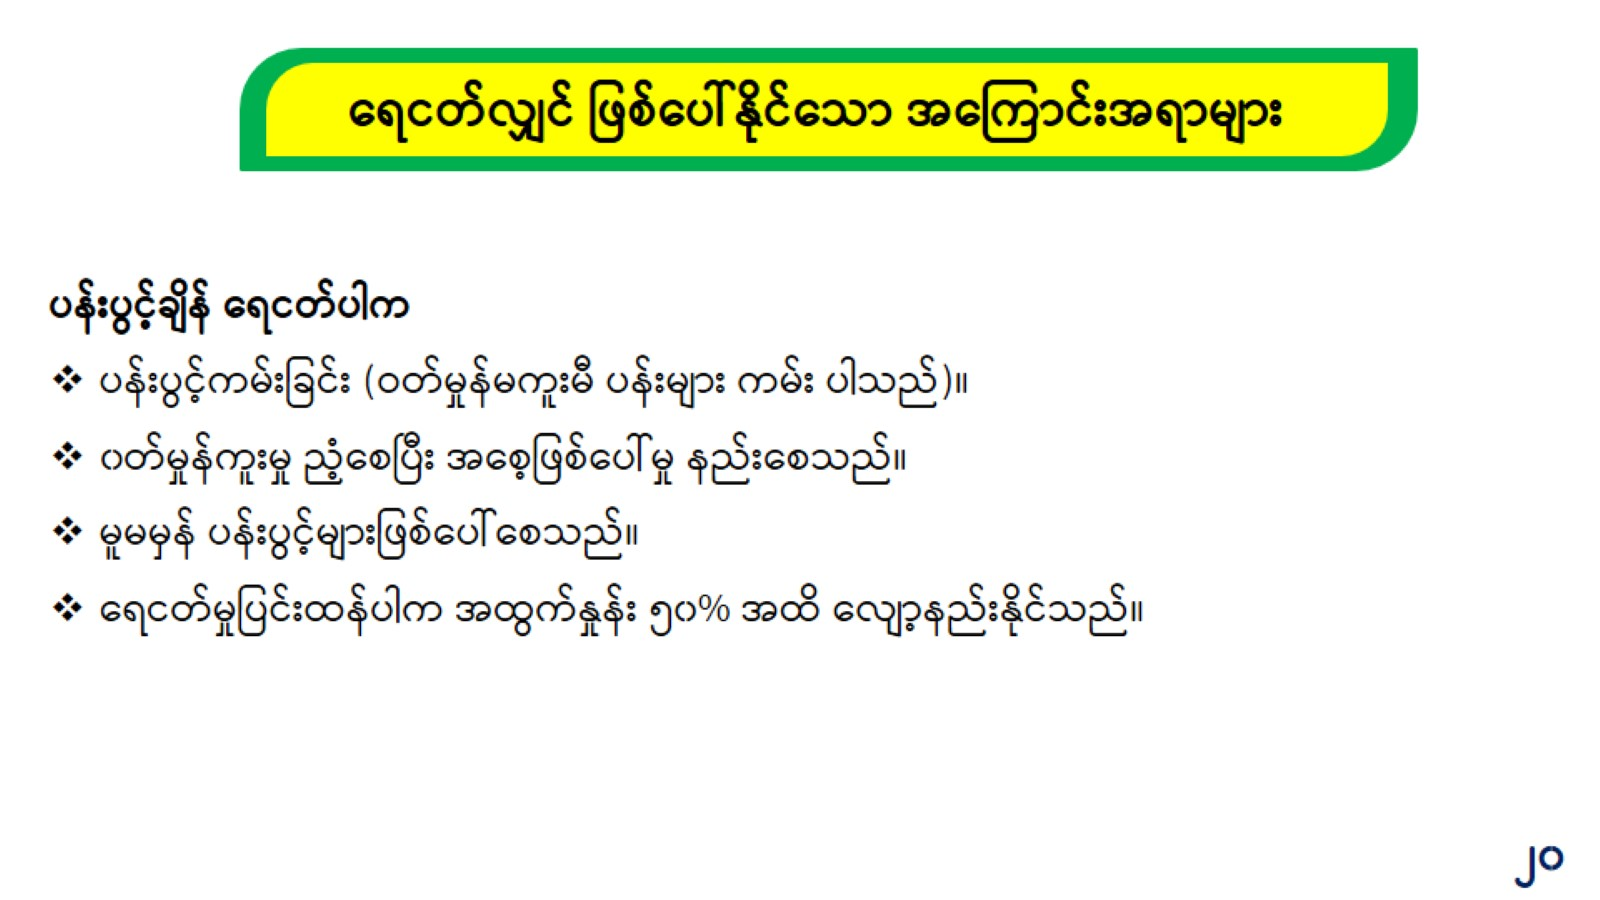 ရေငတ်လျှင် ဖြစ်ပေါ်နိုင်သော အကြောင်းအရာများ
ပန်းပွင့်ချိန် ရေငတ်ပါက
❖ ပန်းပွင့်ကမ်းခြင်း (ဝတ်မှုန်မကူးမီ ပန်းများ ကမ်း ပါသည်)။
❖ ၀တ်မှုန်ကူးမှု ညံ့စေပြီး အစေ့ဖြစ်ပေါ်မှု နည်းစေသည်။
❖ မူမမှန် ပန်းပွင့်များဖြစ်ပေါ်စေသည်။
❖ ရေငတ်မှုပြင်းထန်ပါက အထွက်နှုန်း ၅၀% အထိ လျော့နည်းနိုင်သည်။
၂၀